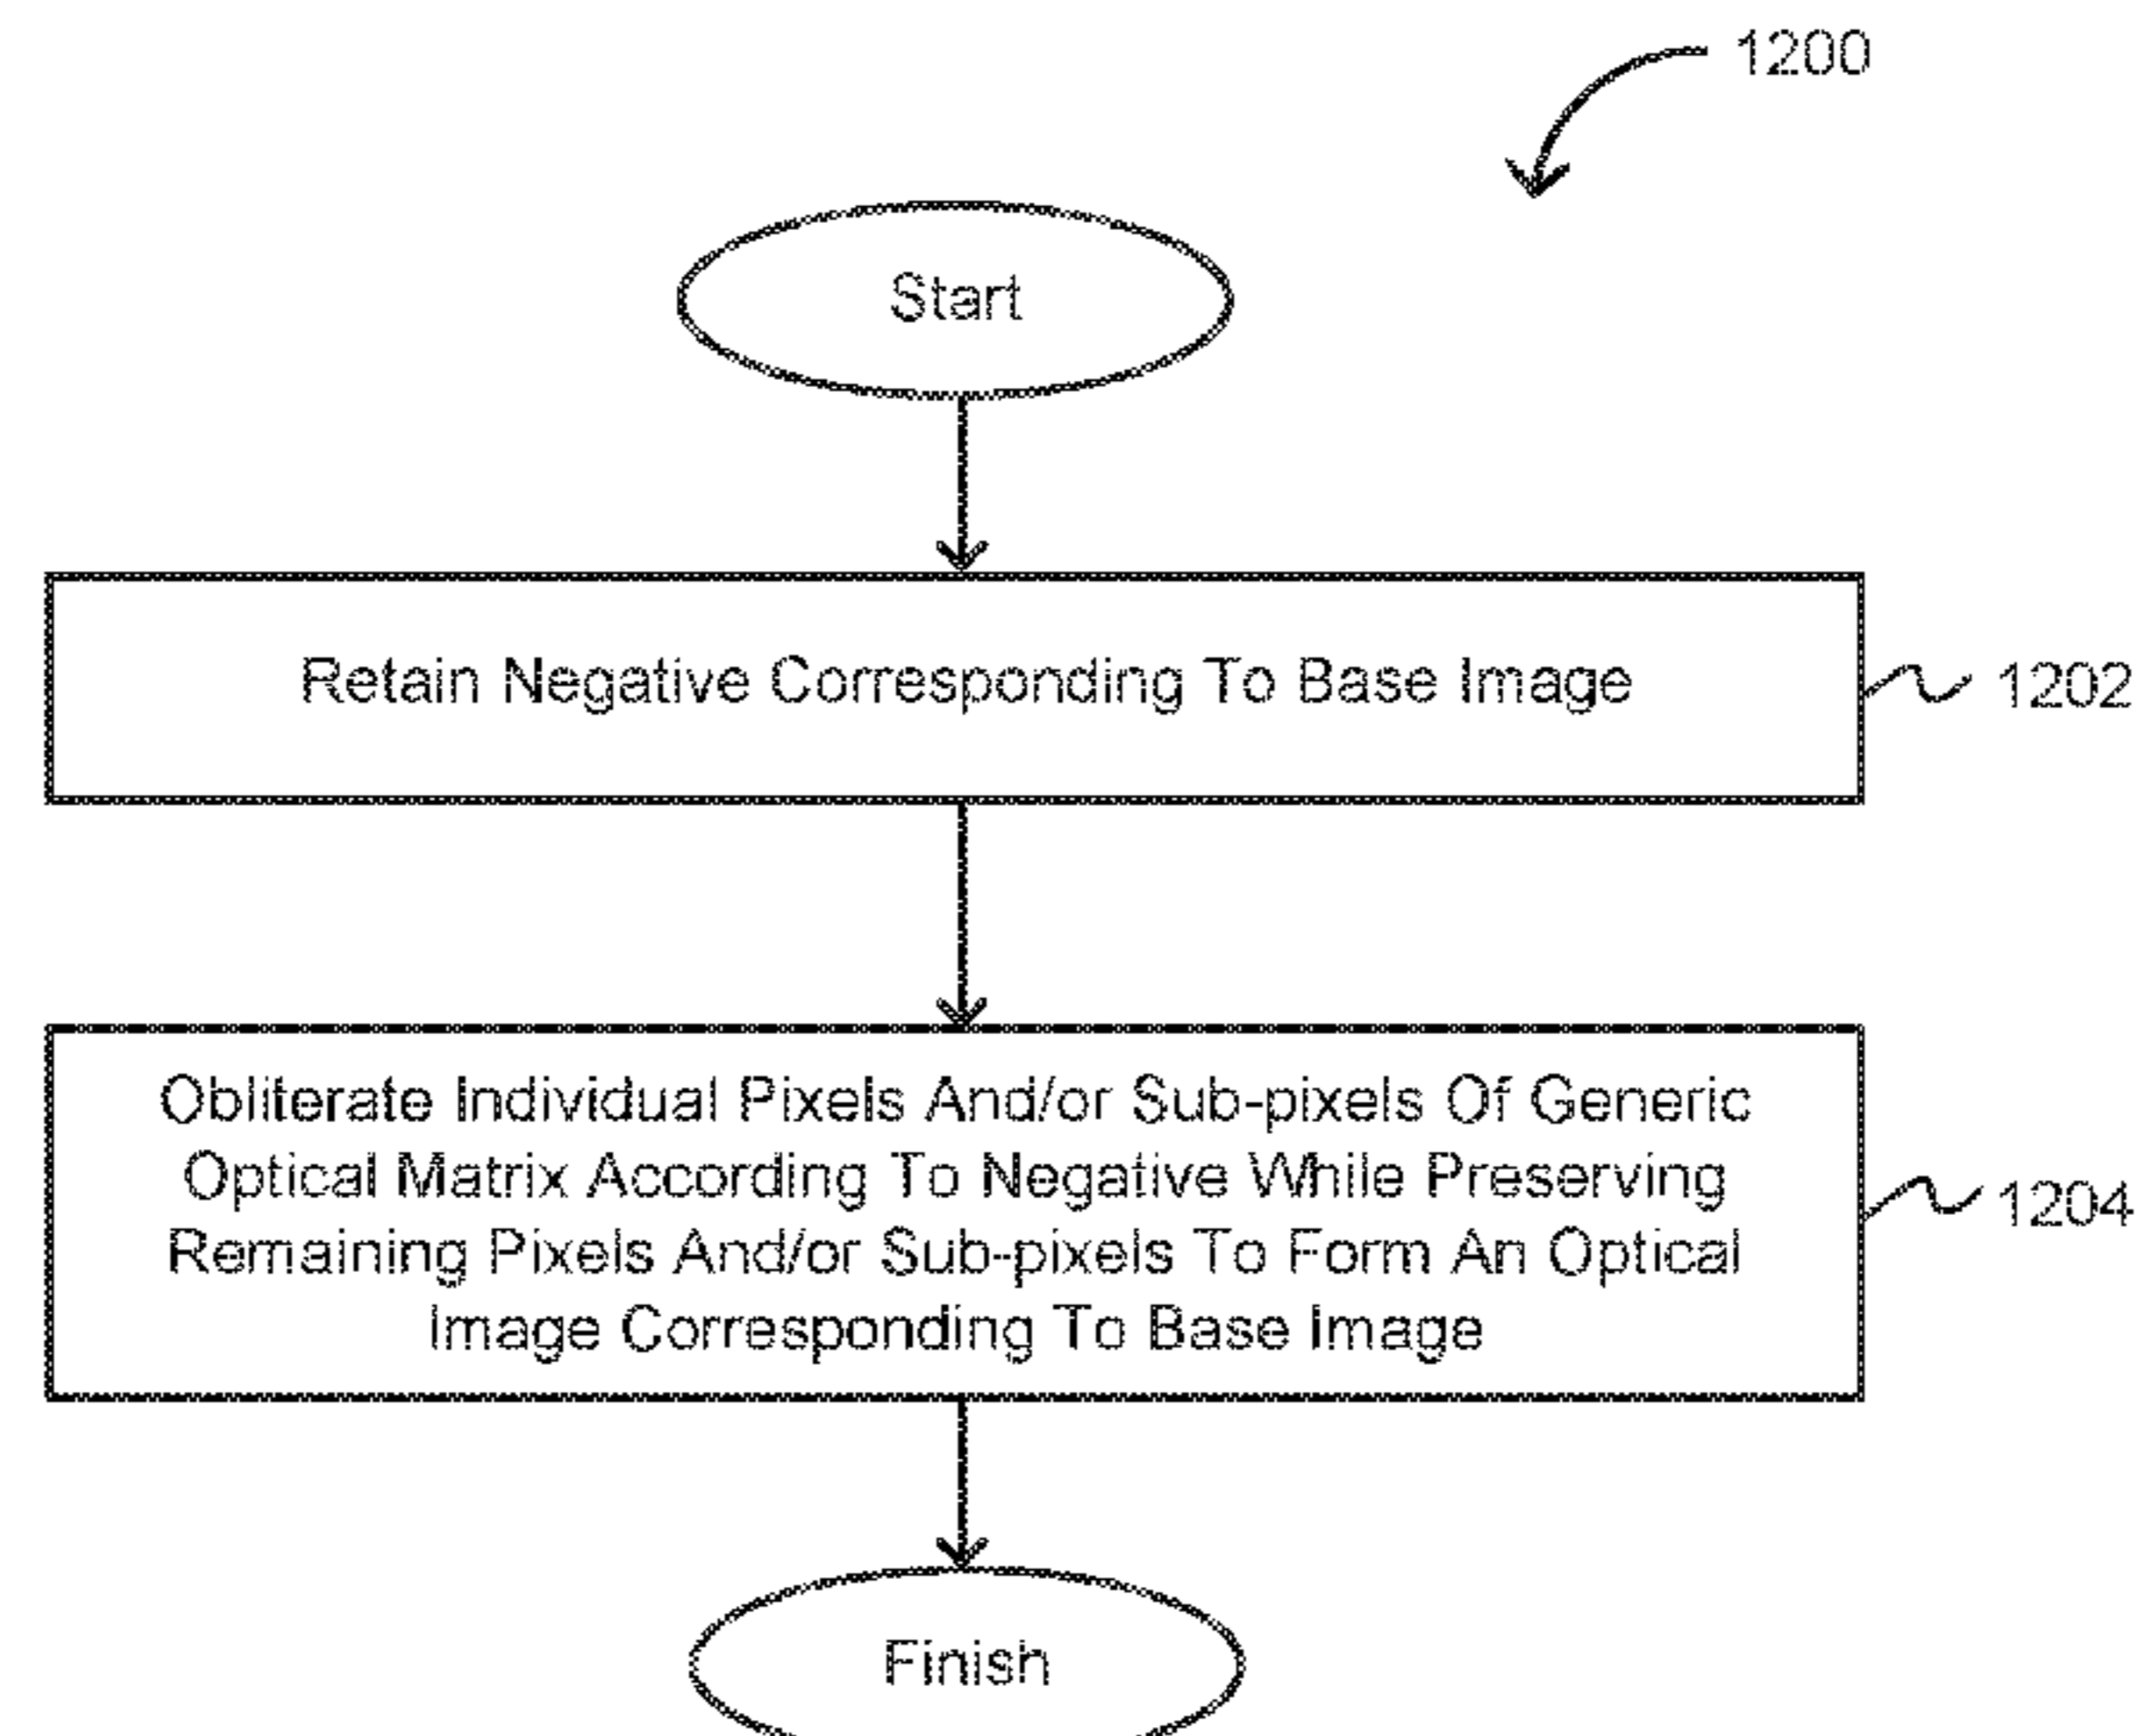 1200
Start
Retain Negative Corresponding To Base Image
1202
Obliterate Individual Pixels And/or Sub-pixels Of Generic
Optical Matrix According To Negative While Preserving
Remaining Pixels And/or Sub-pixels To Form An Optical
Image Corresponding To Base Image
1204
Finish